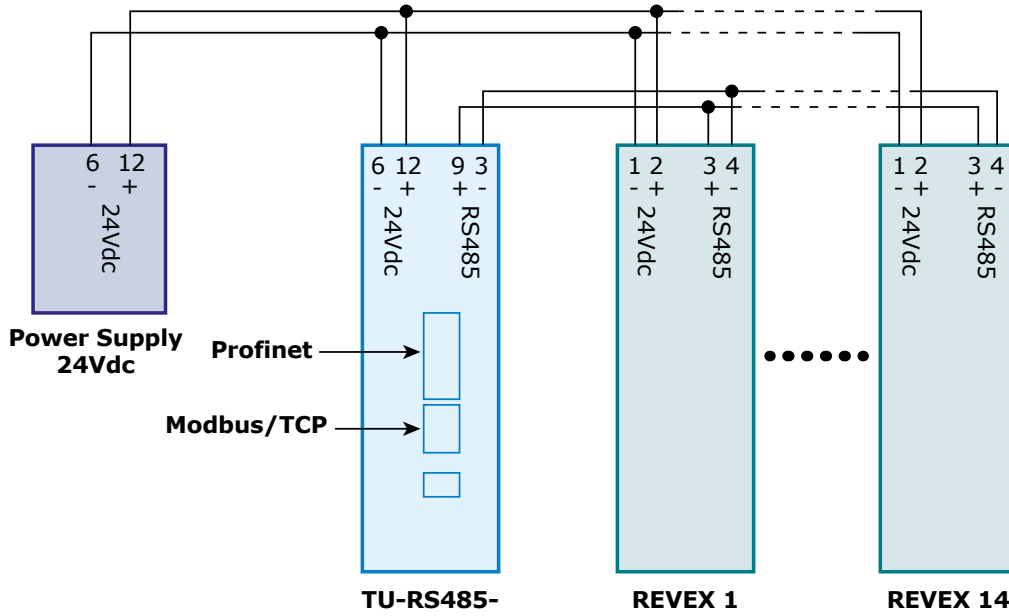 6 12
- +
24Vdc
Power Supply
24Vdc
6 12 9 3
- + + -
24Vdc RS485
Profinet
Modbus/TCP
TU-RS485-
1 2 3 4
- + + -
24Vdc RS485
REVEX 1
1 2 3 4
- + + -
24Vdc RS485
REVEX 14